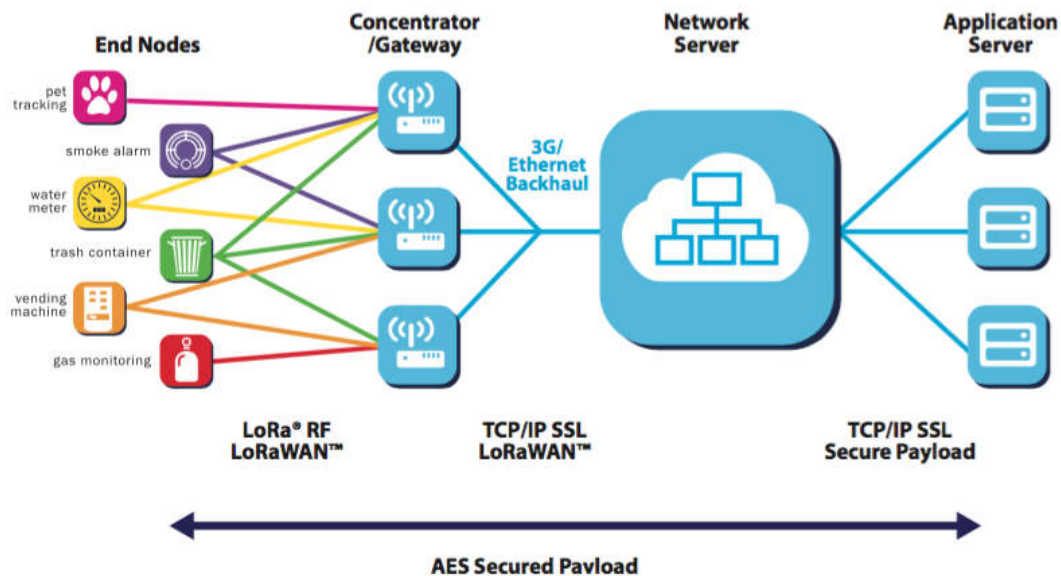 Concentrator
/Gateway
Network
Server
Application
Server
End Nodes
pet
tracking
smoke alarm
water
meter
trash container
vending
machine
gas monitoring
3G/
Ethernet
Backhaul
LoRa® RF
LoRaWAN™
TCP/IP SSL
LoRaWAN™
TCP/IP SSL
Secure Payload
AES Secured Payload